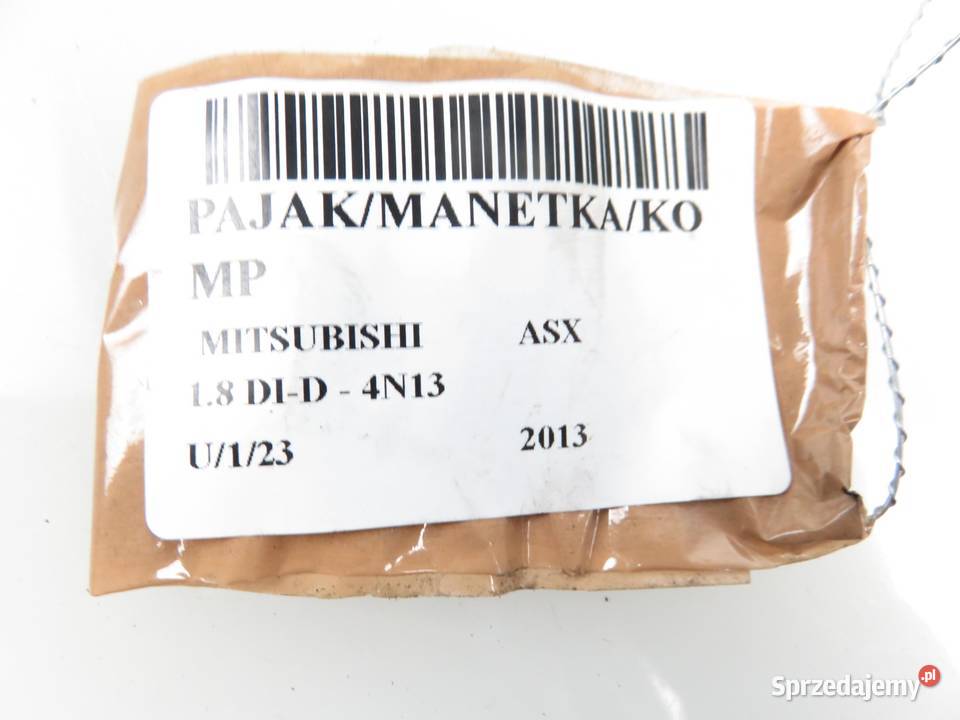 PAJAK/MANETKA/KO
MP
MITSUBISHI ASX
1.8 DI-D - 4N13
U/1/23 2013
Sprzedajemy.pl